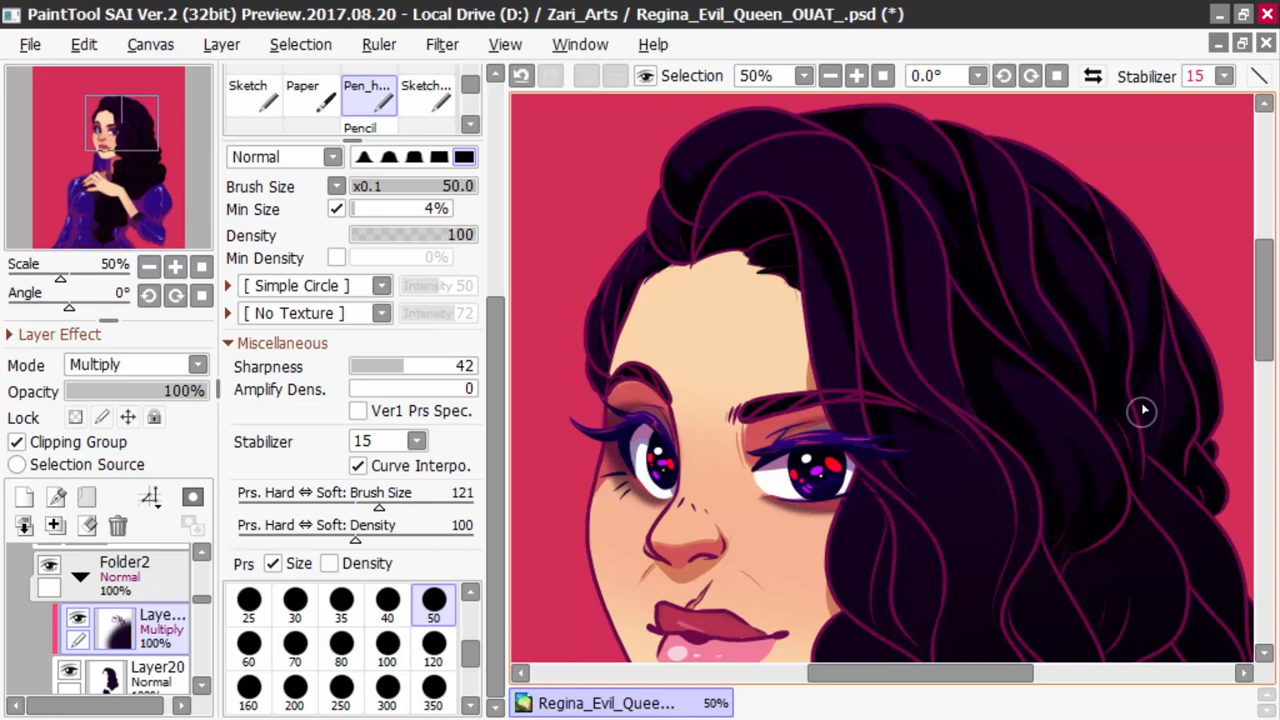 PaintTool SAI Ver.2 (32bit) Preview.2017.08.20 - Local Drive (D:) / Zari_Arts / Regina_Evil_Queen_OUAT_.psd (*)
File Edit Canvas Layer Selection Ruler Filter View Window Help
Selection 50% 0.0° Stabilizer 15
Sketch Paper Pen_h... Sketch...
Pencil
Normal
Brush Size x0.1 50.0
Min Size 4%
Density 100
Min Density 0%
[ Simple Circle ] Intensity 50
[ No Texture ] Intensity 72
Miscellaneous
Sharpness 42
Amplify Dens. 0
Ver1 Prs Spec.
Stabilizer 15
Curve Interpo.
Prs. Hard ⇔ Soft: Brush Size 121
Prs. Hard ⇔ Soft: Density 100
Prs Size Density
25 30 35 40 50
60 70 80 100 120
160 200 250 300 350
Scale 50%
Angle 0°
Layer Effect
Mode Multiply
Opacity 100%
Lock
Clipping Group
Selection Source
Folder2
Normal
100%
Laye...
Multiply
100%
Layer20
Normal
Regina_Evil_Quee... 50%